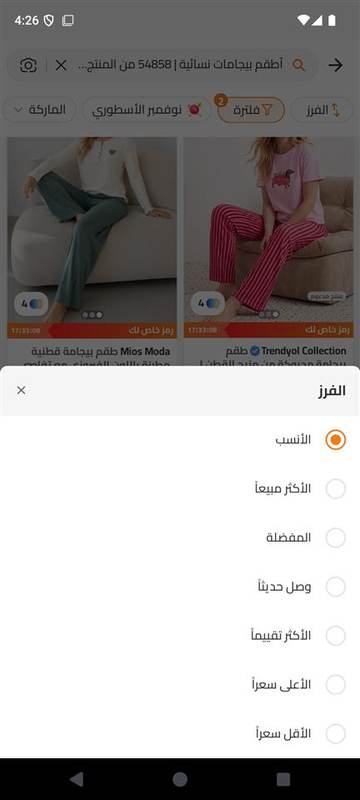 4:26
أطقم بيجامات نسائية | 54858 من المنتج...
الفرز
فلترة
2
نوفمبر الأسطوري
الماركة
4
4
منتج مدعوم
رمز خاص لك
17:33:08
رمز خاص لك
17:33:08
Trendyol Collection طقم
Mios Moda طقم بيجامة قطنية
الفرز
الأنسب
الأكثر مبيعاً
المفضلة
وصل حديثاً
الأكثر تقييماً
الأعلى سعراً
الأقل سعراً